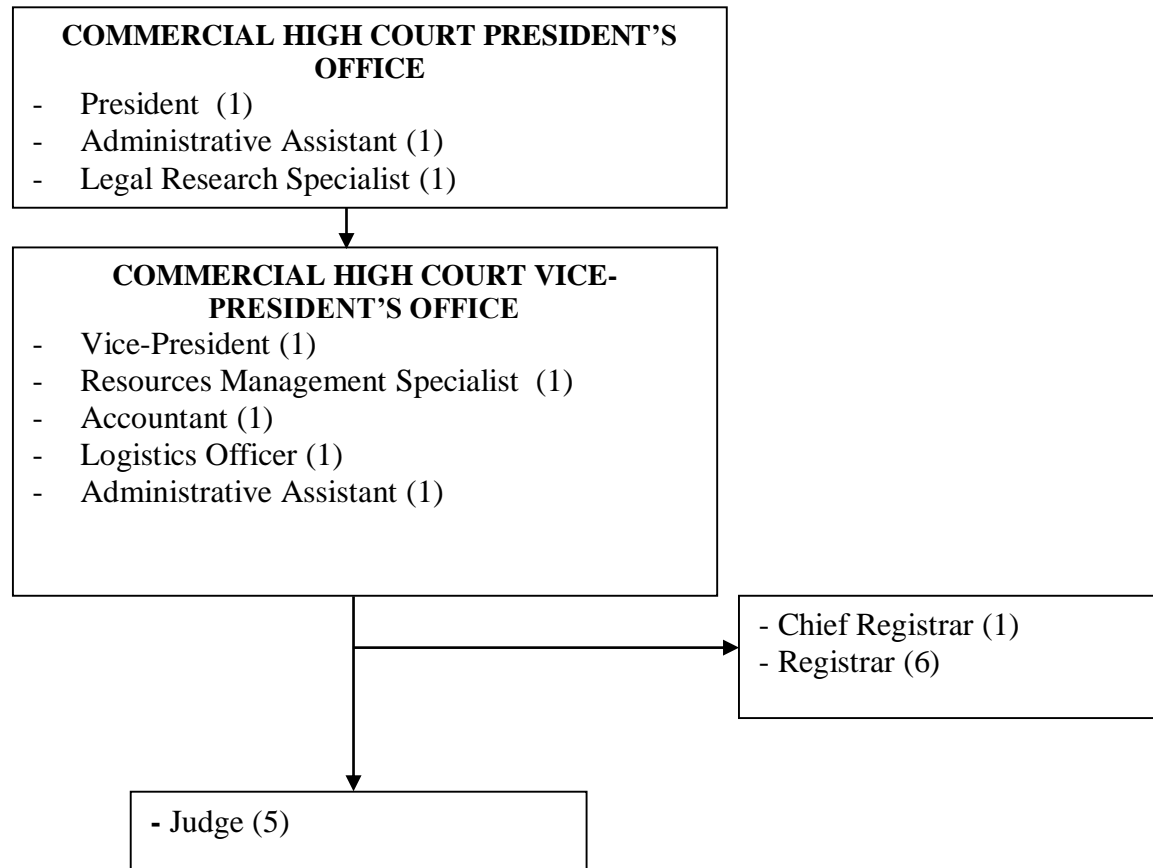 COMMERCIAL HIGH COURT PRESIDENT’S
OFFICE
- President (1)
- Administrative Assistant (1)
- Legal Research Specialist (1)
COMMERCIAL HIGH COURT VICE-
PRESIDENT’S OFFICE
- Vice-President (1)
- Resources Management Specialist (1)
- Accountant (1)
- Logistics Officer (1)
- Administrative Assistant (1)
- Chief Registrar (1)
- Registrar (6)
- Judge (5)